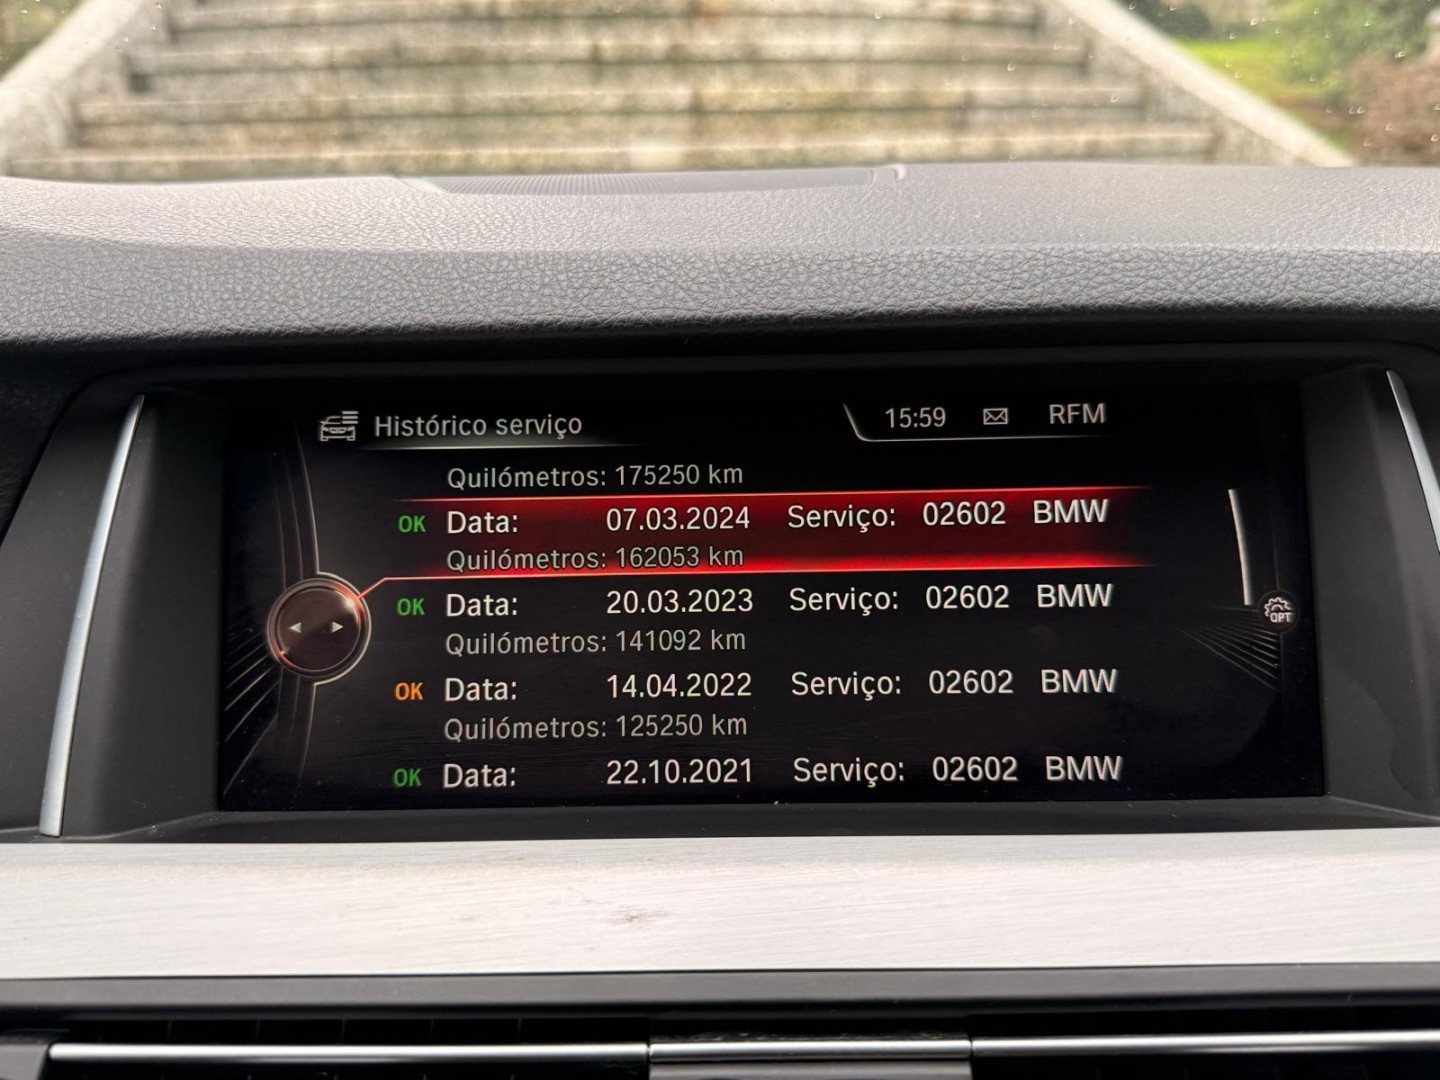 Histórico serviço
15:59
RFM
Quilómetros: 175250 km
OK Data: 07.03.2024 Serviço: 02602 BMW
Quilómetros: 162053 km
OK Data: 20.03.2023 Serviço: 02602 BMW
Quilómetros: 141092 km
OK Data: 14.04.2022 Serviço: 02602 BMW
Quilómetros: 125250 km
OK Data: 22.10.2021 Serviço: 02602 BMW
OPT